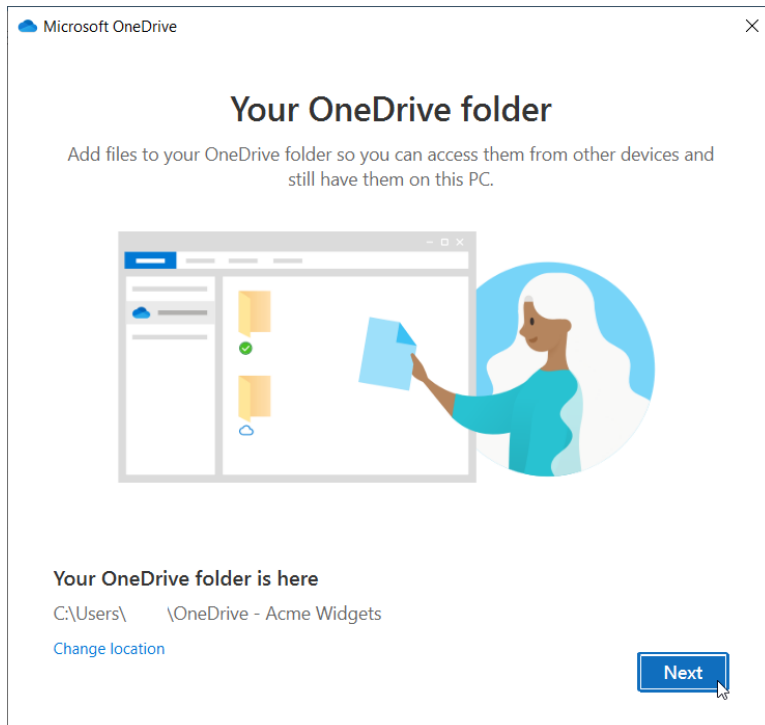 Microsoft OneDrive
Your OneDrive folder
Add files to your OneDrive folder so you can access them from other devices and
still have them on this PC.
Your OneDrive folder is here
C:\Users\ \OneDrive - Acme Widgets
Change location
Next